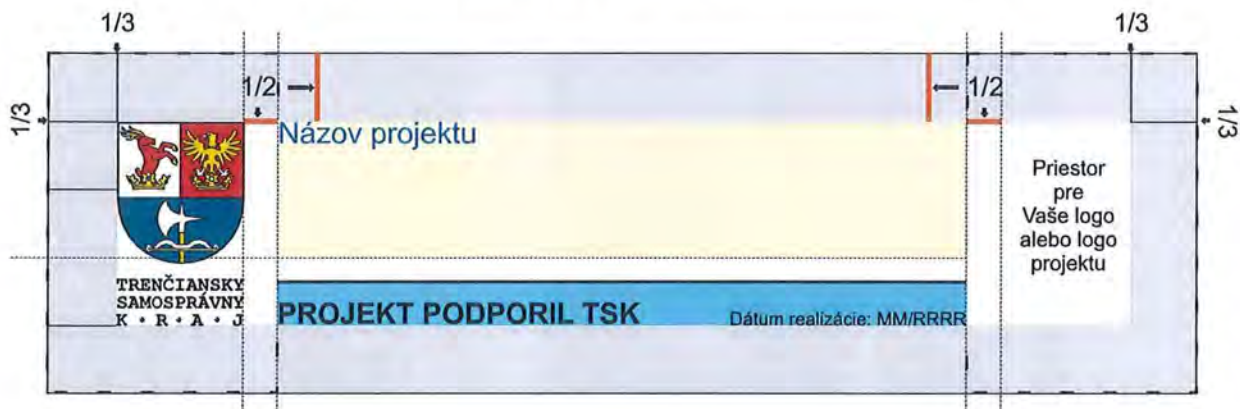 1/3
1/3
1/2
1/2
1/3
1/3
Názov projektu
Priestor
pre
Vaše logo
alebo logo
projektu
TRENČIANSKY
SAMOSPRÁVNY
K · R · A · J
PROJEKT PODPORIL TSK
Dátum realizácie: MM/RRRR